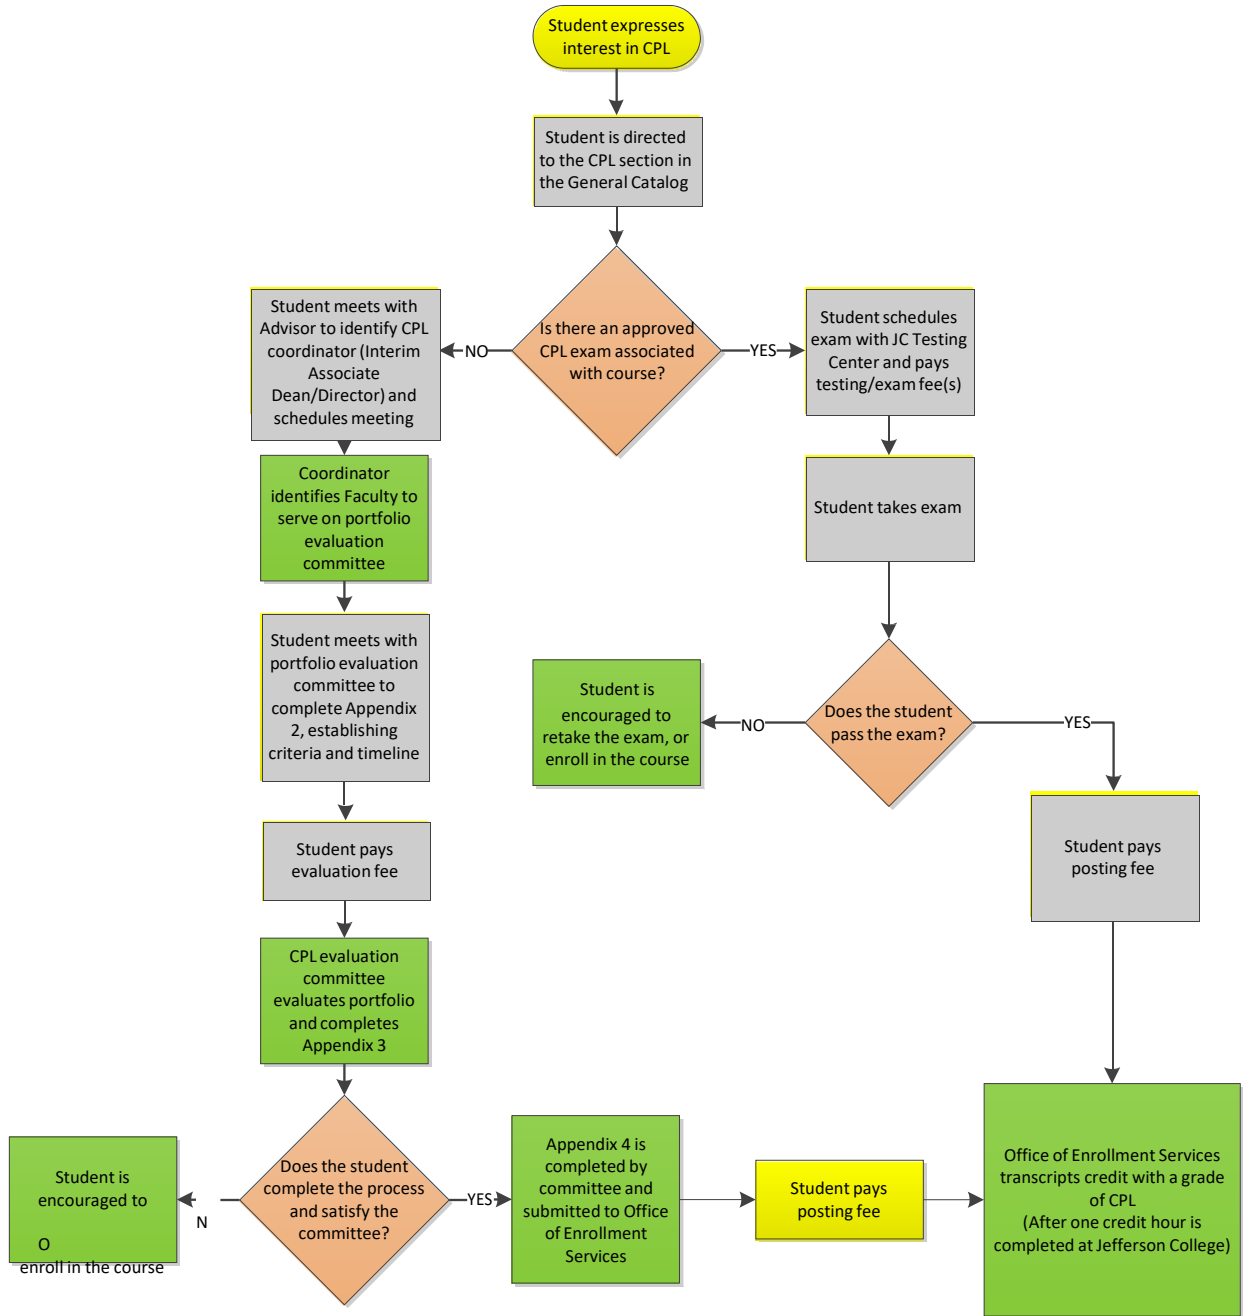 Student expresses
interest in CPL
Student is directed
to the CPL section in
the General Catalog
Is there an approved
CPL exam associated
with course?
NO
YES
Student meets with
Advisor to identify CPL
coordinator (Interim
Associate
Dean/Director) and
schedules meeting
Student schedules
exam with JC Testing
Center and pays
testing/exam fee(s)
Coordinator
identifies Faculty to
serve on portfolio
evaluation
committee
Student takes exam
Student meets with
portfolio evaluation
committee to
complete Appendix
2, establishing
criteria and timeline
Does the student
pass the exam?
NO
YES
Student is
encouraged to
retake the exam, or
enroll in the course
Student pays
evaluation fee
Student pays
posting fee
CPL evaluation
committee
evaluates portfolio
and completes
Appendix 3
Does the student
complete the process
and satisfy the
committee?
N
YES
Student is
encouraged to
O
enroll in the course
Appendix 4 is
completed by
committee and
submitted to Office
of Enrollment
Services
Student pays
posting fee
Office of Enrollment Services
transcripts credit with a grade
of CPL
(After one credit hour is
completed at Jefferson College)